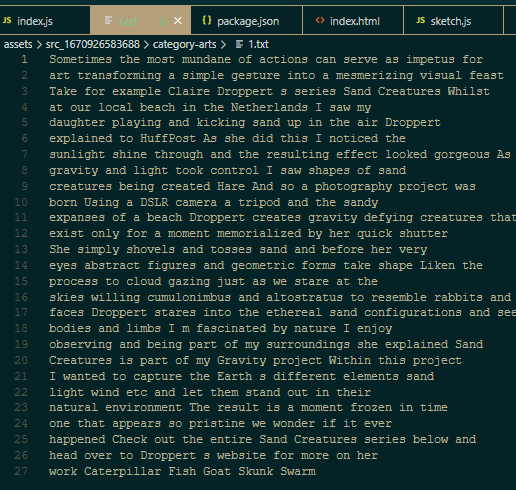 index.js
1.txt
package.json
index.html
sketch.js
assets > src_1670926583688 > category-arts > 1.txt
1 Sometimes the most mundane of actions can serve as impetus for
2 art transforming a simple gesture into a mesmerizing visual feast
3 Take for example Claire Droppert s series Sand Creatures Whilst
4 at our local beach in the Netherlands I saw my
5 daughter playing and kicking sand up in the air Droppert
6 explained to HuffPost As she did this I noticed the
7 sunlight shine through and the resulting effect looked gorgeous As
8 gravity and light took control I saw shapes of sand
9 creatures being created Hare And so a photography project was
10 born Using a DSLR camera a tripod and the sandy
11 expanses of a beach Droppert creates gravity defying creatures that
12 exist only for a moment memorialized by her quick shutter
13 She simply shovels and tosses sand and before her very
14 eyes abstract figures and geometric forms take shape Liken the
15 process to cloud gazing just as we stare at the
16 skies willing cumulonimbus and altostratus to resemble rabbits and
17 faces Droppert stares into the ethereal sand configurations and see
18 bodies and limbs I m fascinated by nature I enjoy
19 observing and being part of my surroundings she explained Sand
20 Creatures is part of my Gravity project Within this project
21 I wanted to capture the Earth s different elements sand
22 light wind etc and let them stand out in their
23 natural environment The result is a moment frozen in time
24 one that appears so pristine we wonder if it ever
25 happened Check out the entire Sand Creatures series below and
26 head over to Droppert s website for more on her
27 work Caterpillar Fish Goat Skunk Swarm